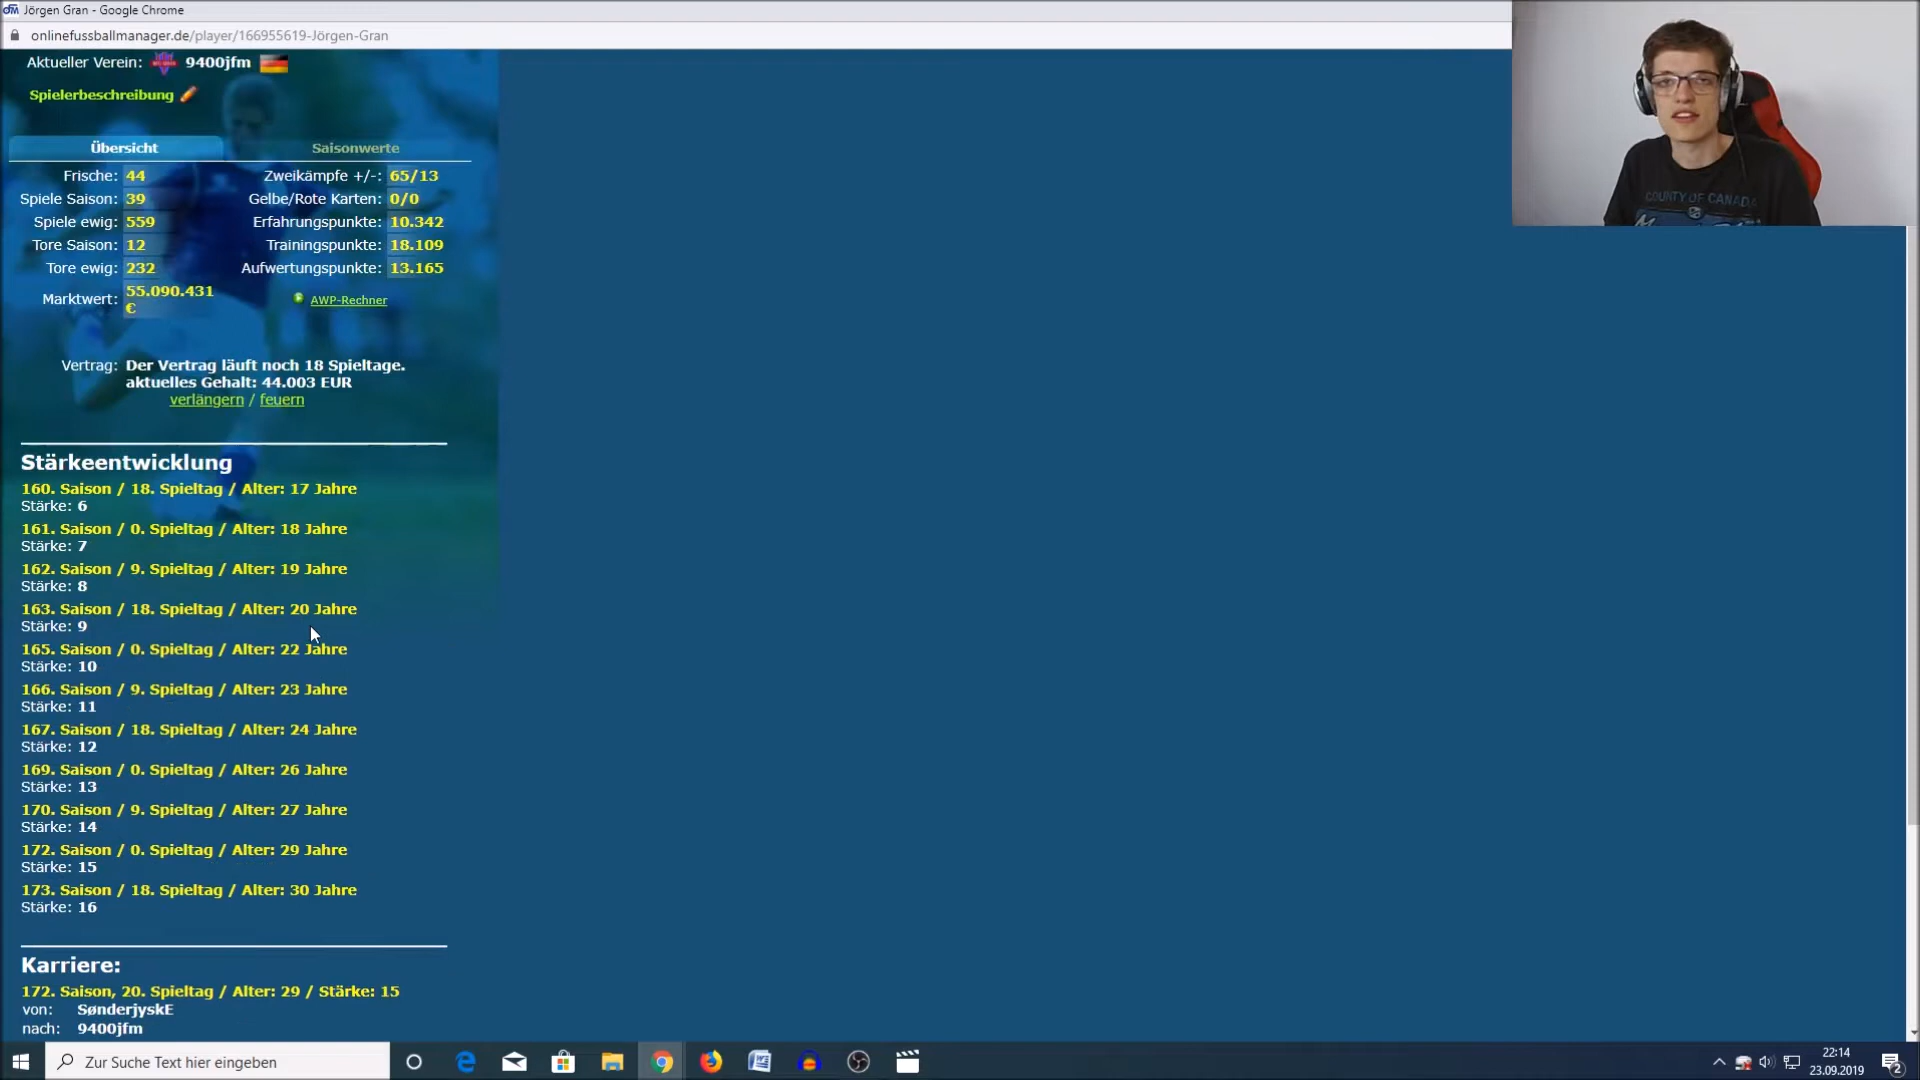 Jörgen Gran - Google Chrome
onlinefussballmanager.de/player/166955619-Jörgen-Gran
Aktueller Verein: 9400jfm
Spielerbeschreibung
Übersicht Saisonwerte
Frische: 44 Zweikämpfe +/-: 65/13
Spiele Saison: 39 Gelbe/Rote Karten: 0/0
Spiele ewig: 559 Erfahrungspunkte: 10.342
Tore Saison: 12 Trainingspunkte: 18.109
Tore ewig: 232 Aufwertungspunkte: 13.165
Marktwert: 55.090.431 € AWP-Rechner
Vertrag: Der Vertrag läuft noch 18 Spieltage.
aktuelles Gehalt: 44.003 EUR
verlängern / feuern
Stärkeentwicklung
160. Saison / 18. Spieltag / Alter: 17 Jahre
Stärke: 6
161. Saison / 0. Spieltag / Alter: 18 Jahre
Stärke: 7
162. Saison / 9. Spieltag / Alter: 19 Jahre
Stärke: 8
163. Saison / 18. Spieltag / Alter: 20 Jahre
Stärke: 9
165. Saison / 0. Spieltag / Alter: 22 Jahre
Stärke: 10
166. Saison / 9. Spieltag / Alter: 23 Jahre
Stärke: 11
167. Saison / 18. Spieltag / Alter: 24 Jahre
Stärke: 12
169. Saison / 0. Spieltag / Alter: 26 Jahre
Stärke: 13
170. Saison / 9. Spieltag / Alter: 27 Jahre
Stärke: 14
172. Saison / 0. Spieltag / Alter: 29 Jahre
Stärke: 15
173. Saison / 18. Spieltag / Alter: 30 Jahre
Stärke: 16
Karriere:
172. Saison, 20. Spieltag / Alter: 29 / Stärke: 15
von: SønderjyskE
nach: 9400jfm
COUNTY OF CANADA
Zur Suche Text hier eingeben
22:14
23.09.2019
2